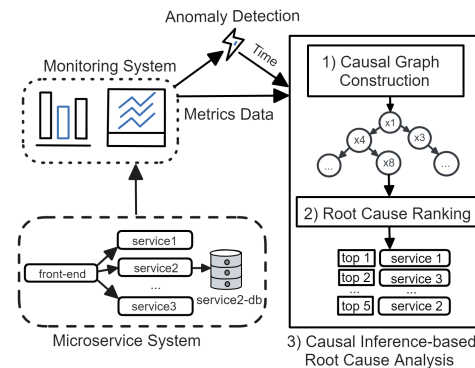 Anomaly Detection
Time
Monitoring System
Metrics Data
1) Causal Graph
Construction
x1
x4
x3
...
x8
...
2) Root Cause Ranking
top 1 service 1
top 2 service 3
...
top 5 service 2
3) Causal Inference-based
Root Cause Analysis
service1
front-end
service2
...
service3
service2-db
Microservice System